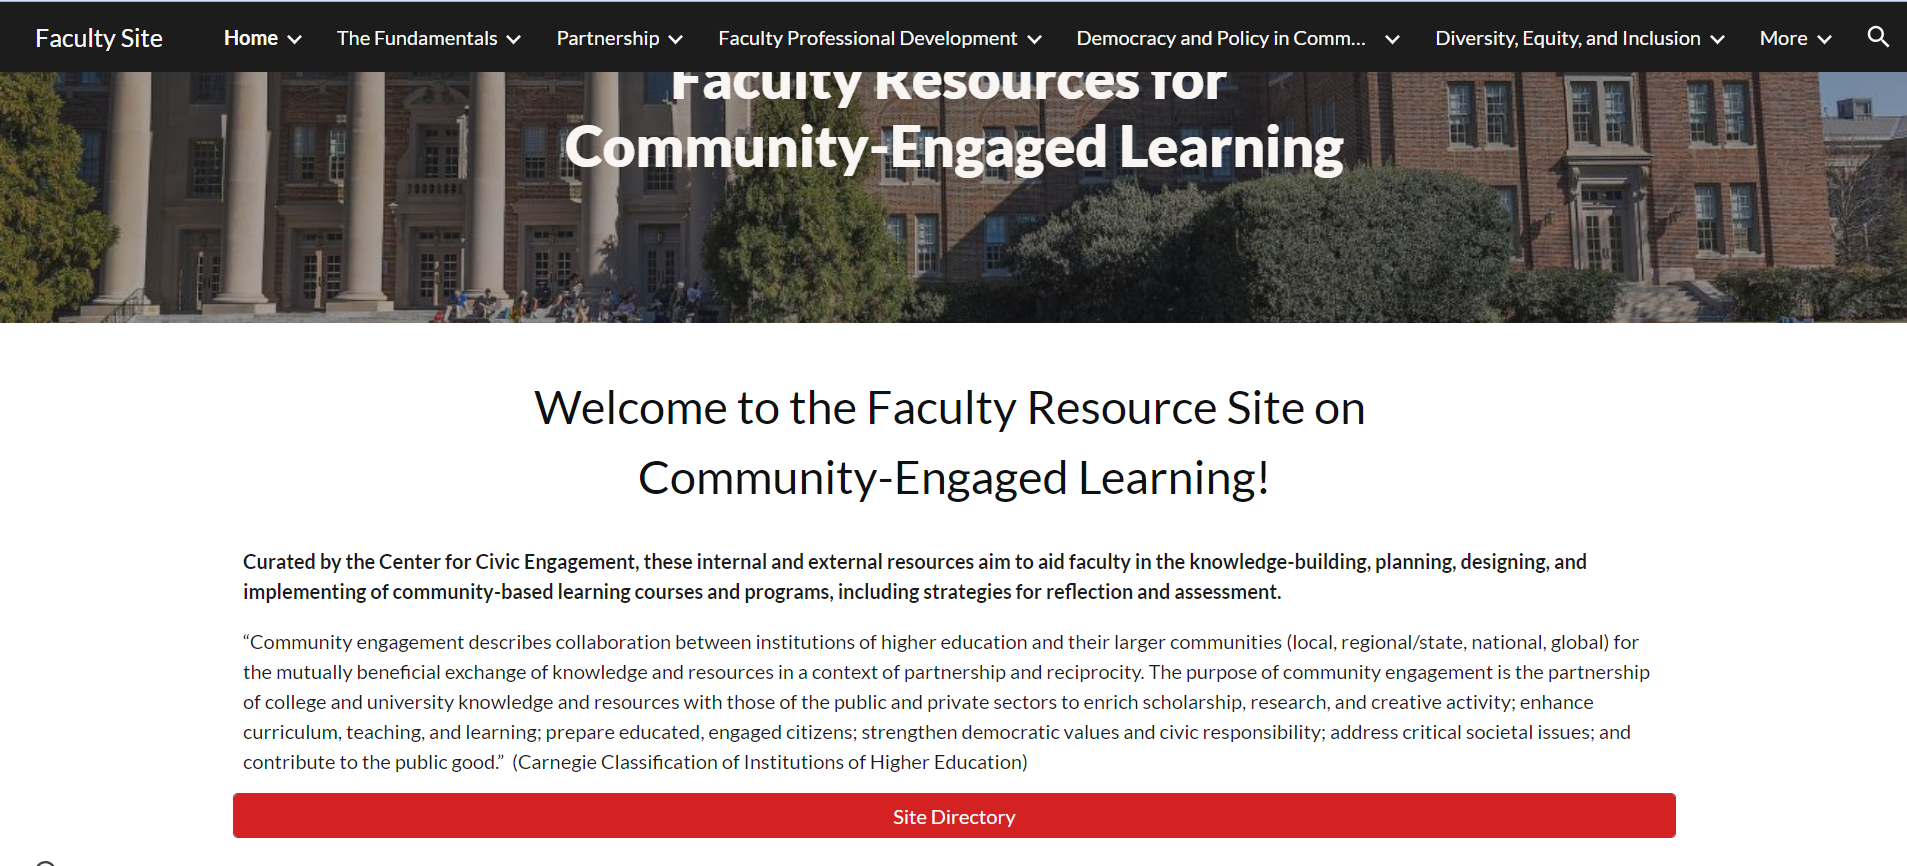 Faculty Site Home The Fundamentals Partnership Faculty Professional Development Democracy and Policy in Comm... Diversity, Equity, and Inclusion More
Faculty Resources for
Community-Engaged Learning
Welcome to the Faculty Resource Site on
Community-Engaged Learning!
Curated by the Center for Civic Engagement, these internal and external resources aim to aid faculty in the knowledge-building, planning, designing, and
implementing of community-based learning courses and programs, including strategies for reflection and assessment.
“Community engagement describes collaboration between institutions of higher education and their larger communities (local, regional/state, national, global) for
the mutually beneficial exchange of knowledge and resources in a context of partnership and reciprocity. The purpose of community engagement is the partnership
of college and university knowledge and resources with those of the public and private sectors to enrich scholarship, research, and creative activity; enhance
curriculum, teaching, and learning; prepare educated, engaged citizens; strengthen democratic values and civic responsibility; address critical societal issues; and
contribute to the public good.” (Carnegie Classification of Institutions of Higher Education)
Site Directory